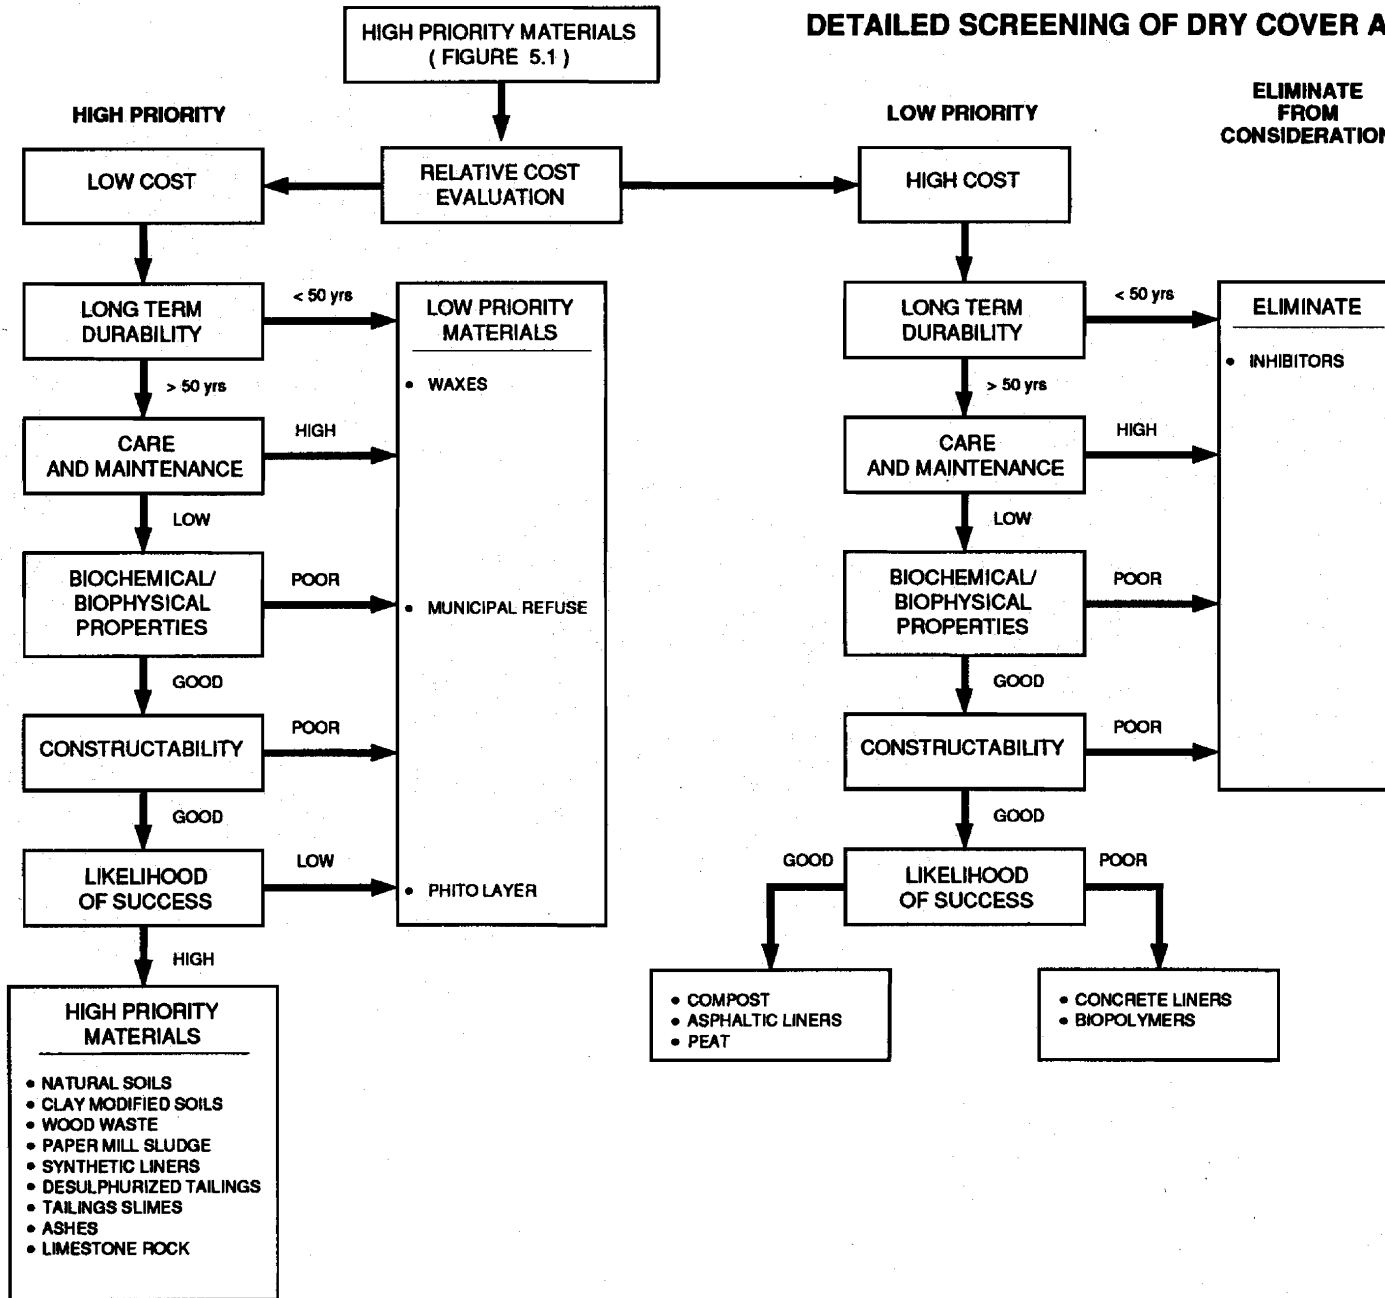 DETAILED SCREENING OF DRY COVER A
HIGH PRIORITY MATERIALS
( FIGURE 5.1 )
HIGH PRIORITY
LOW PRIORITY
ELIMINATE
FROM
CONSIDERATION
LOW COST
RELATIVE COST
EVALUATION
HIGH COST
LONG TERM
DURABILITY
< 50 yrs
> 50 yrs
CARE
AND MAINTENANCE
HIGH
LOW
BIOCHEMICAL/
BIOPHYSICAL
PROPERTIES
POOR
GOOD
CONSTRUCTABILITY
POOR
GOOD
LIKELIHOOD
OF SUCCESS
LOW
HIGH
LOW PRIORITY
MATERIALS
• WAXES
• MUNICIPAL REFUSE
• PHITO LAYER
HIGH PRIORITY
MATERIALS
• NATURAL SOILS
• CLAY MODIFIED SOILS
• WOOD WASTE
• PAPER MILL SLUDGE
• SYNTHETIC LINERS
• DESULPHURIZED TAILINGS
• TAILINGS SLIMES
• ASHES
• LIMESTONE ROCK
LONG TERM
DURABILITY
< 50 yrs
> 50 yrs
CARE
AND MAINTENANCE
HIGH
LOW
BIOCHEMICAL/
BIOPHYSICAL
PROPERTIES
POOR
GOOD
CONSTRUCTABILITY
POOR
GOOD
LIKELIHOOD
OF SUCCESS
GOOD
POOR
ELIMINATE
• INHIBITORS
• COMPOST
• ASPHALTIC LINERS
• PEAT
• CONCRETE LINERS
• BIOPOLYMERS